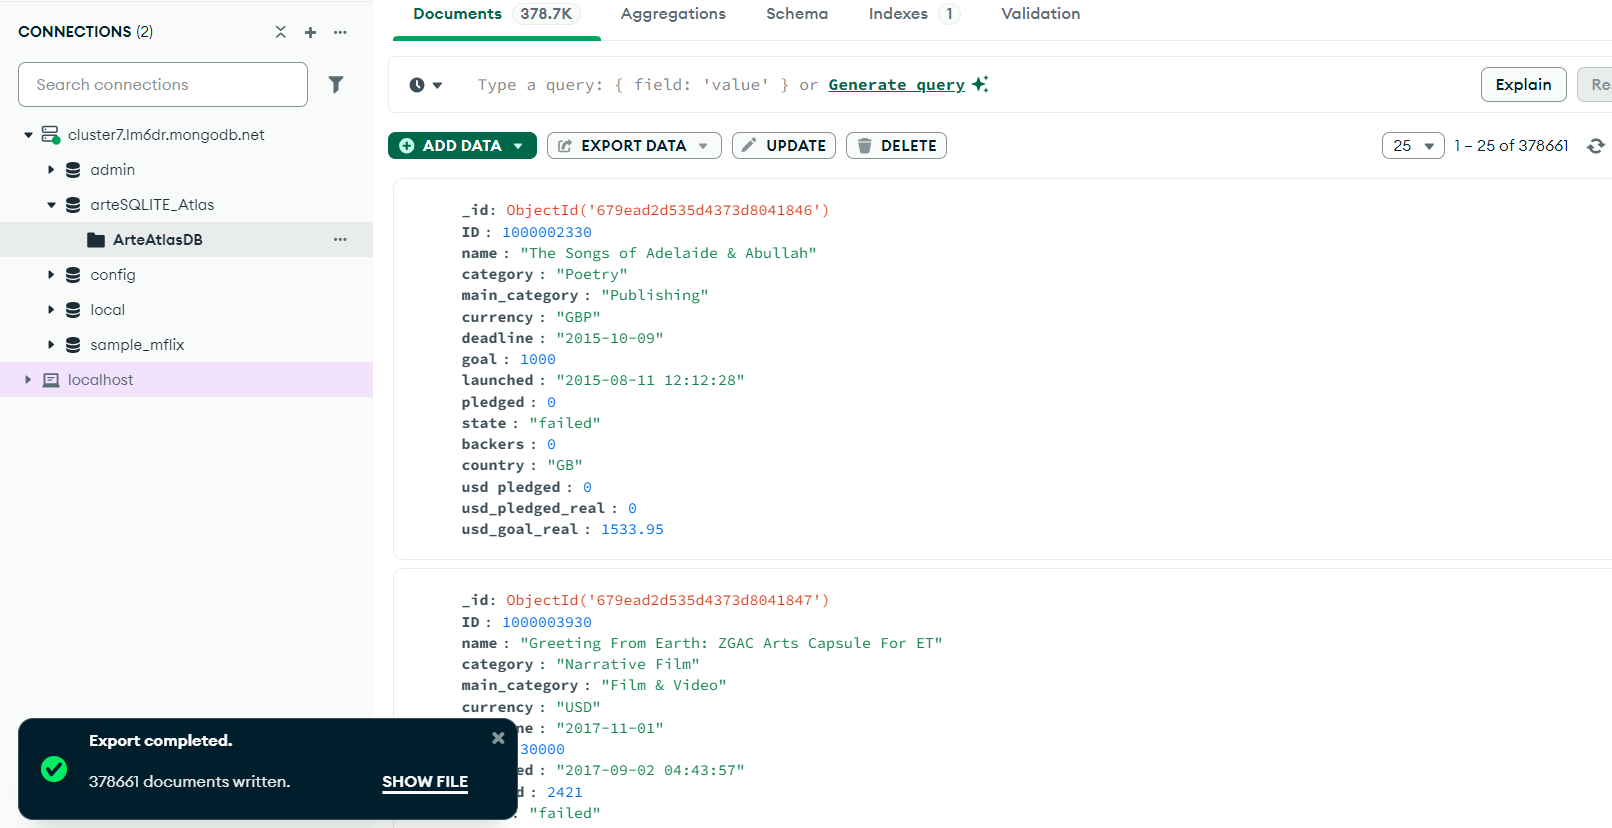 CONNECTIONS (2)
Search connections
cluster7.lm6dr.mongodb.net
admin
arteSQLITE_Atlas
ArteAtlasDB
config
local
sample_mflix
localhost
Documents 378.7K Aggregations Schema Indexes 1 Validation
Type a query: { field: 'value' } or Generate query
Explain
Re
ADD DATA EXPORT DATA UPDATE DELETE
25 1 – 25 of 378661
_id: ObjectId('679ead2d535d4373d8041846')
ID : 1000002330
name : "The Songs of Adelaide & Abullah"
category : "Poetry"
main_category : "Publishing"
currency : "GBP"
deadline : "2015-10-09"
goal : 1000
launched : "2015-08-11 12:12:28"
pledged : 0
state : "failed"
backers : 0
country : "GB"
usd pledged : 0
usd_pledged_real : 0
usd_goal_real : 1533.95
_id: ObjectId('679ead2d535d4373d8041847')
ID : 1000003930
name : "Greeting From Earth: ZGAC Arts Capsule For ET"
category : "Narrative Film"
main_category : "Film & Video"
currency : "USD"
ne : "2017-11-01"
30000
ed : "2017-09-02 04:43:57"
d : 2421
"failed"
Export completed.
378661 documents written.
SHOW FILE